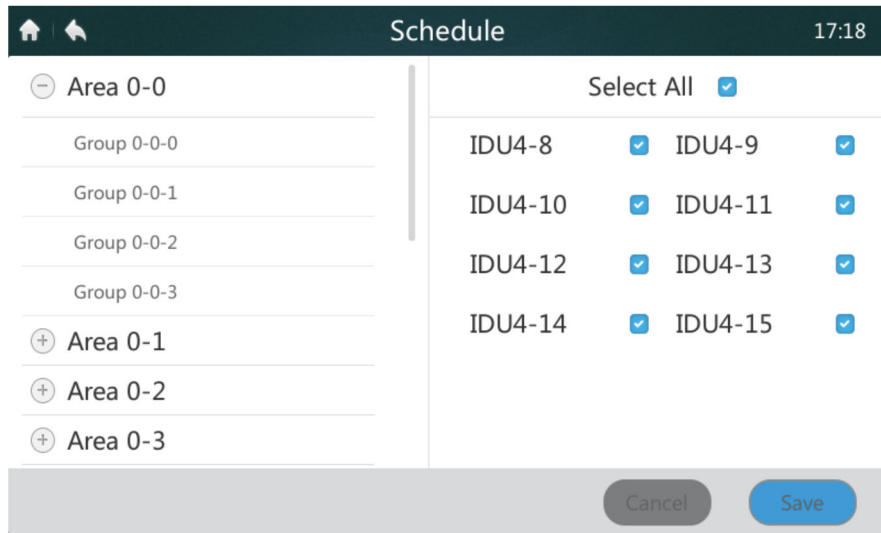 Schedule 17:18
Area 0-0
Group 0-0-0
Group 0-0-1
Group 0-0-2
Group 0-0-3
Area 0-1
Area 0-2
Area 0-3
Select All
IDU4-8 IDU4-9
IDU4-10 IDU4-11
IDU4-12 IDU4-13
IDU4-14 IDU4-15
Cancel Save